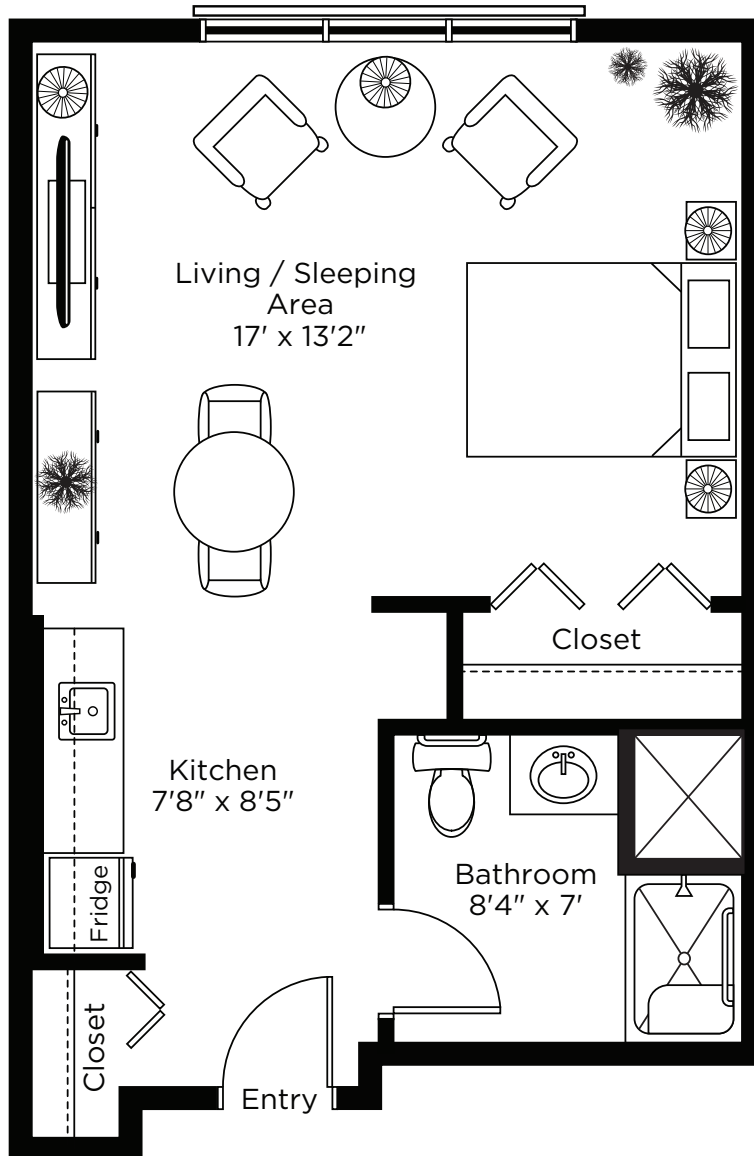 Living / Sleeping
Area
17' x 13'2"
Closet
Kitchen
7'8" x 8'5"
Bathroom
8'4" x 7'
Fridge
Closet
Entry